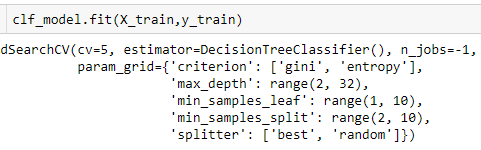 clf_model.fit(X_train,y_train)
dSearchCV(cv=5, estimator=DecisionTreeClassifier(), n_jobs=-1,
param_grid={'criterion': ['gini', 'entropy'],
'max_depth': range(2, 32),
'min_samples_leaf': range(1, 10),
'min_samples_split': range(2, 10),
'splitter': ['best', 'random']})